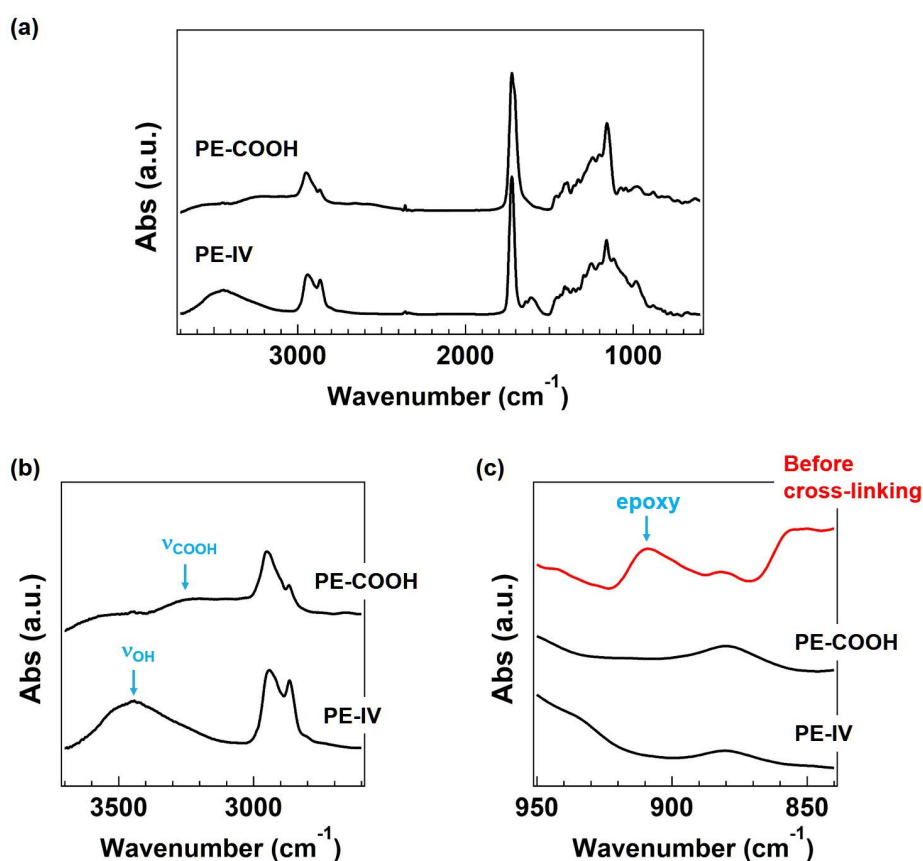 (a)
PE-COOH
PE-IV
Abs (a.u.)
3000 2000 1000
Wavenumber (cm⁻¹)
(b)
νCOOH
PE-COOH
νOH
PE-IV
Abs (a.u.)
3500 3000
Wavenumber (cm⁻¹)
(c)
Before
cross-linking
epoxy
PE-COOH
PE-IV
Abs (a.u.)
950 900 850
Wavenumber (cm⁻¹)